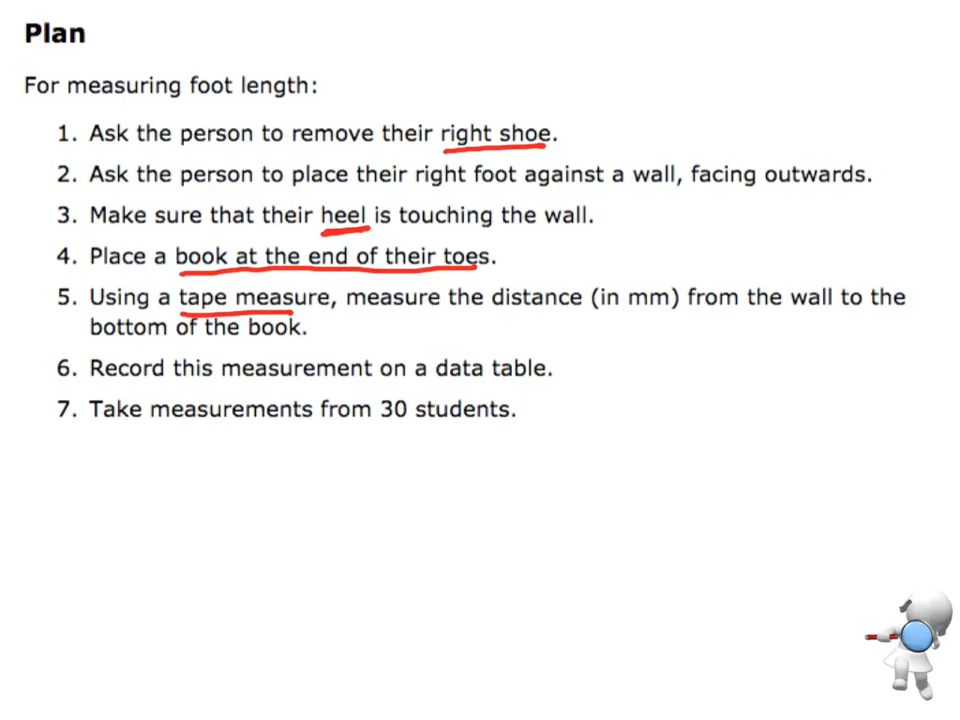 Plan
For measuring foot length:
1. Ask the person to remove their right shoe.
2. Ask the person to place their right foot against a wall, facing outwards.
3. Make sure that their heel is touching the wall.
4. Place a book at the end of their toes.
5. Using a tape measure, measure the distance (in mm) from the wall to the
bottom of the book.
6. Record this measurement on a data table.
7. Take measurements from 30 students.